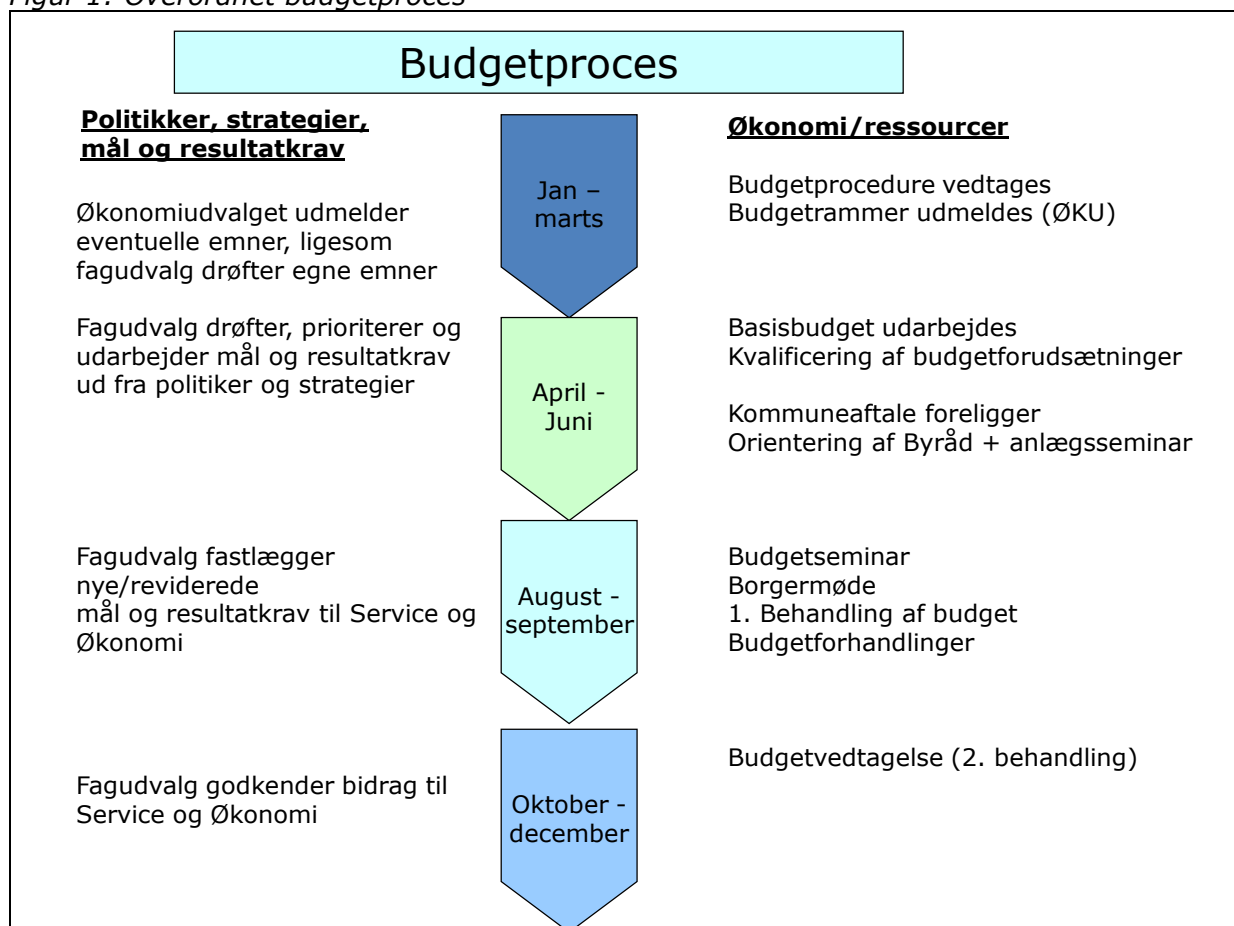 Figur 1: Overordnet budgetproces
Budgetproces
Politikker, strategier,
mål og resultatkrav
Økonomi/ressourcer
Jan –
marts
Økonomiudvalget udmelder
eventuelle emner, ligesom
fagudvalg drøfter egne emner
Budgetprocedure vedtages
Budgetrammer udmeldes (ØKU)
Fagudvalg drøfter, prioriterer og
udarbejder mål og resultatkrav
ud fra politiker og strategier
April -
Juni
Basisbudget udarbejdes
Kvalificering af budgetforudsætninger
Kommuneaftale foreligger
Orientering af Byråd + anlægsseminar
Fagudvalg fastlægger
nye/reviderede
mål og resultatkrav til Service og
Økonomi
August -
september
Budgetseminar
Borgermøde
1. Behandling af budget
Budgetforhandlinger
Fagudvalg godkender bidrag til
Service og Økonomi
Oktober -
december
Budgetvedtagelse (2. behandling)